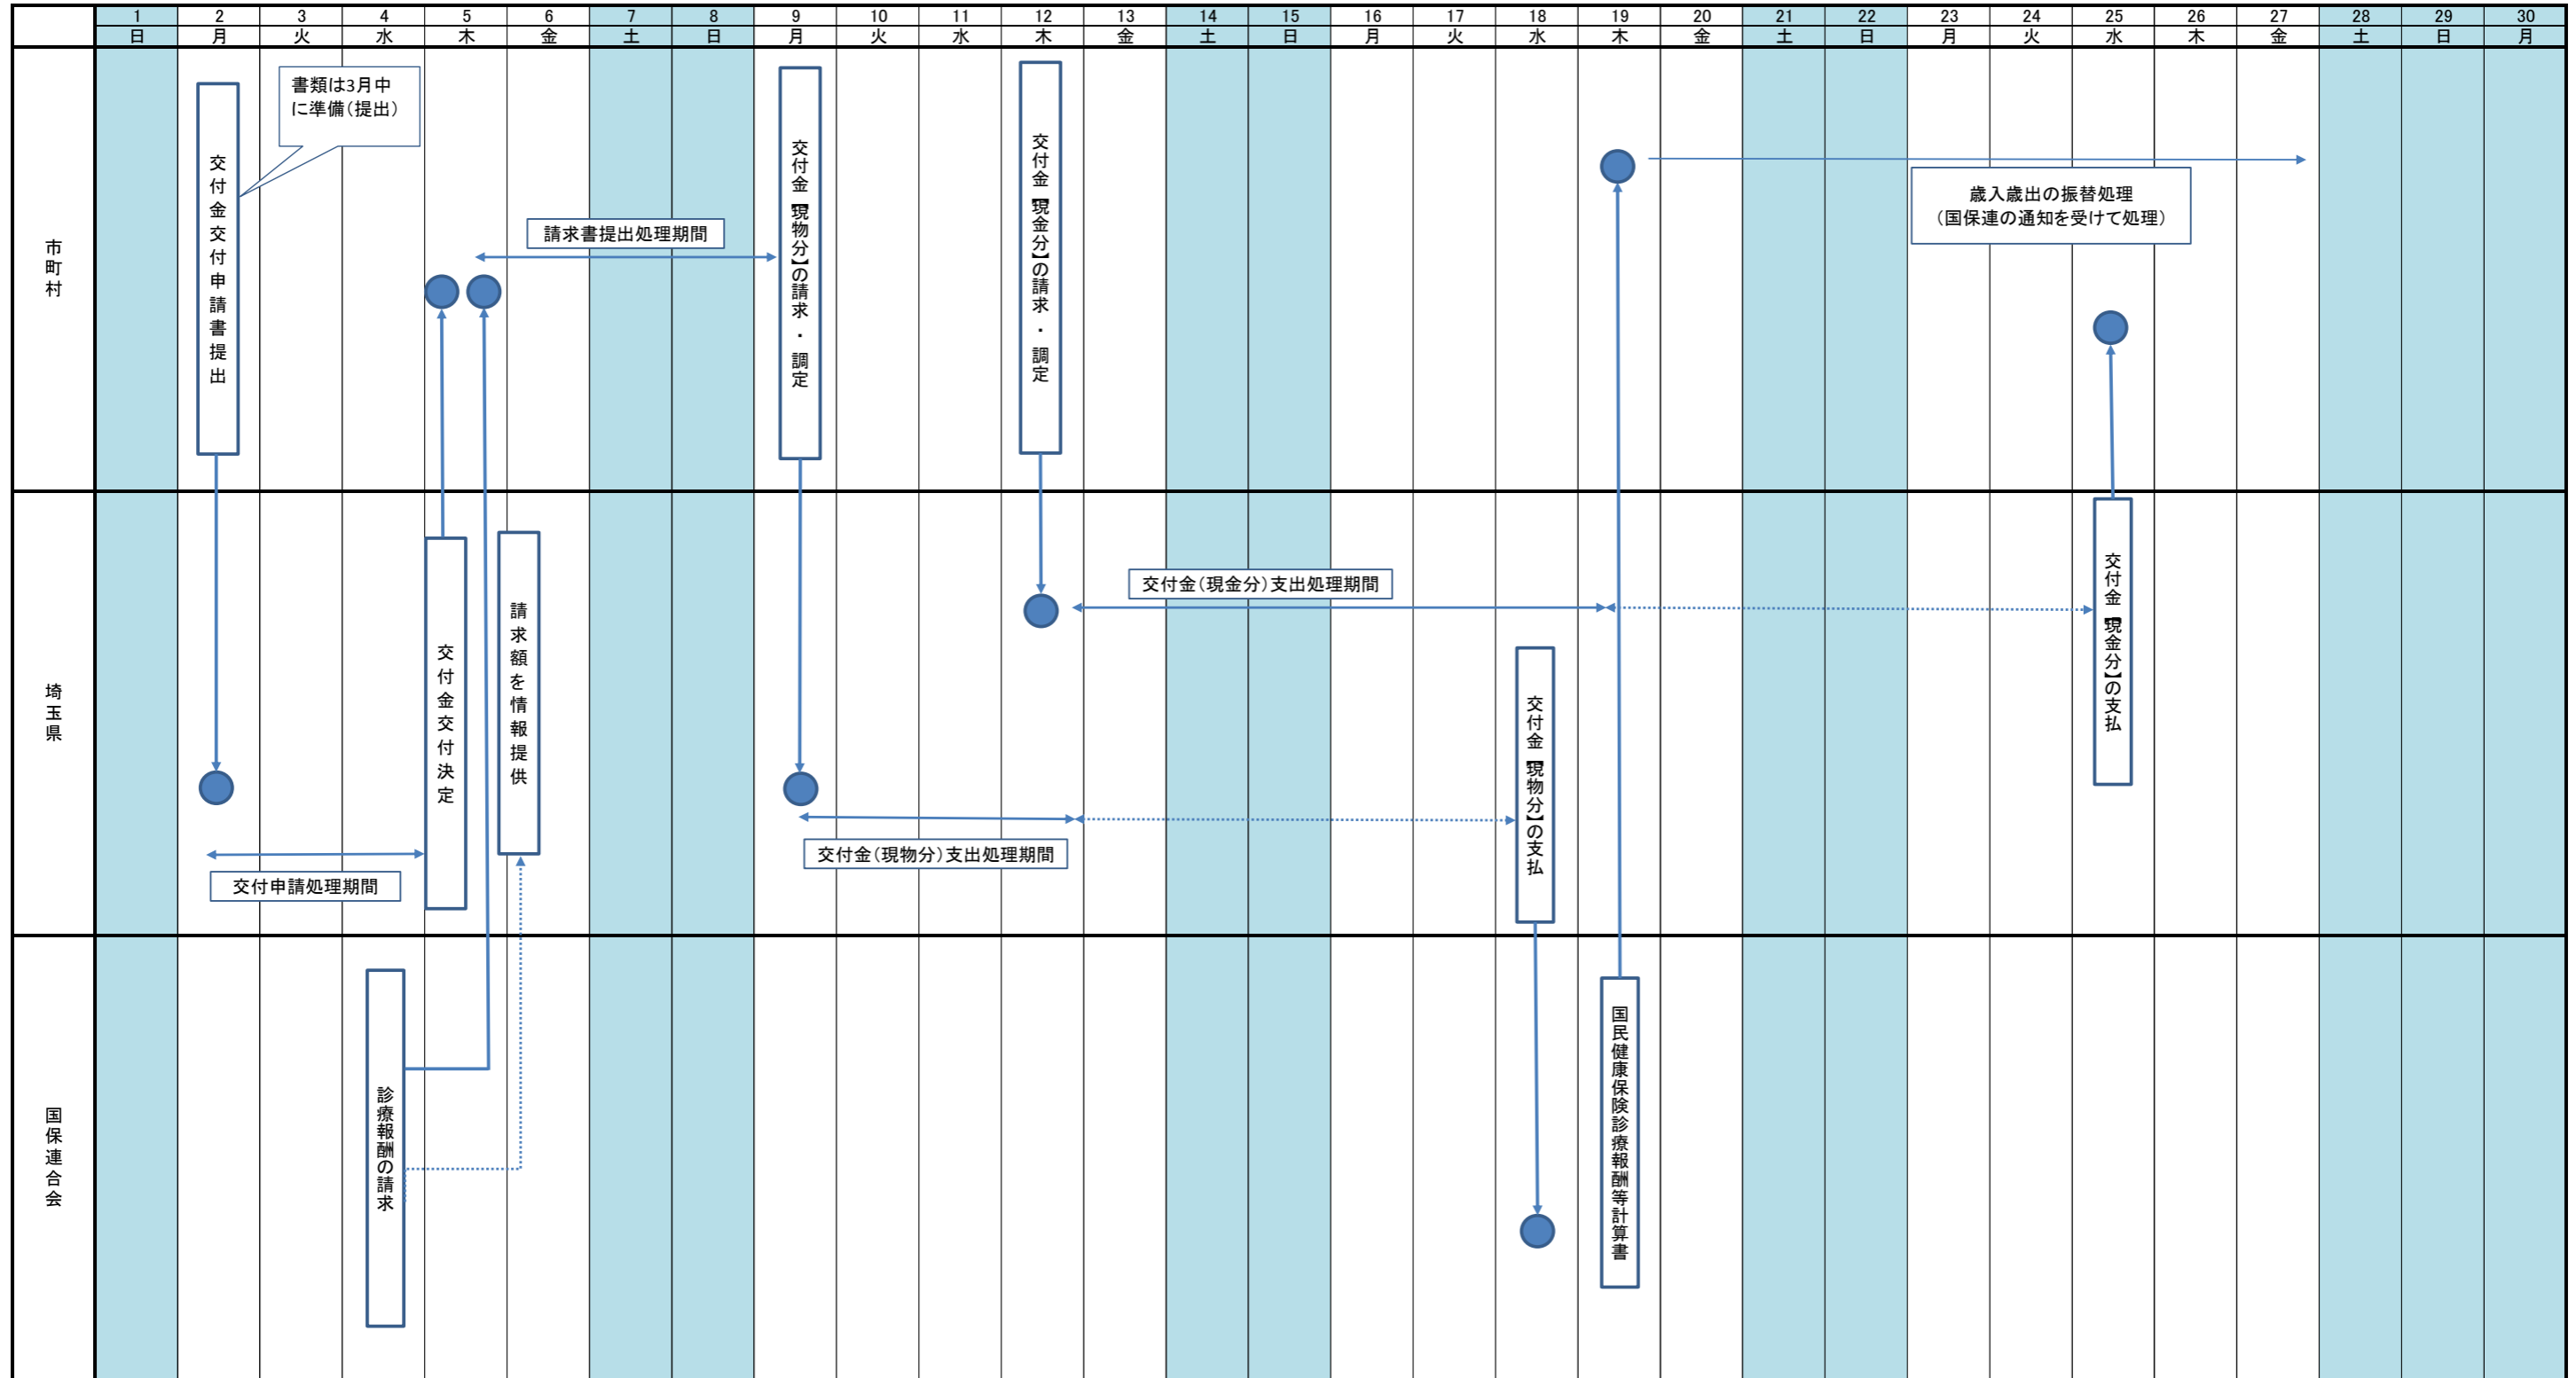 1 2 3 4 5 6 7 8 9 10 11 12 13 14 15 16 17 18 19 20 21 22 23 24 25 26 27 28 29 30
日 月 火 水 木 金 土 日 月 火 水 木 金 土 日 月 火 水 木 金 土 日 月 火 水 木 金 土 日 月
市町村
交付金交付申請書提出
書類は3月中
に準備(提出)
請求書提出処理期間
交付金【現物分】の請求・調定
交付金【現金分】の請求・調定
歳入歳出の振替処理
(国保連の通知を受けて処理)
埼玉県
交付申請処理期間
交付金交付決定
請求額を情報提供
交付金(現物分)支出処理期間
交付金(現金分)支出処理期間
交付金【現物分】の支払
交付金【現金分】の支払
国保連合会
診療報酬の請求
国民健康保険診療報酬等計算書